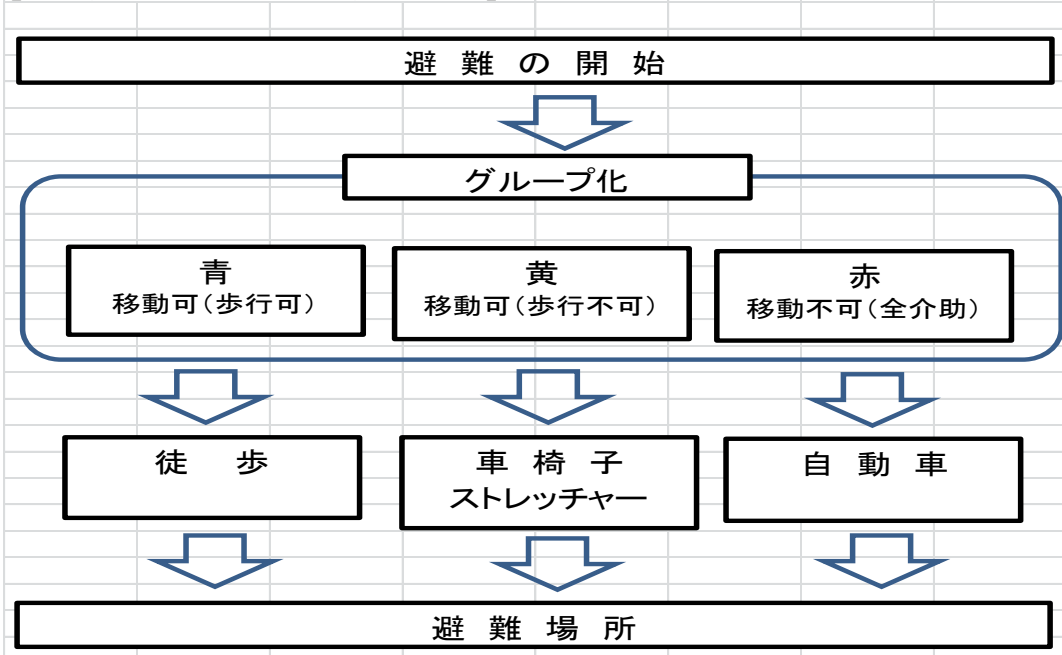 避難の開始
グループ化
青
移動可(歩行可)
黄
移動可(歩行不可)
赤
移動不可(全介助)
徒歩
車椅子
ストレッチャー
自動車
避難場所